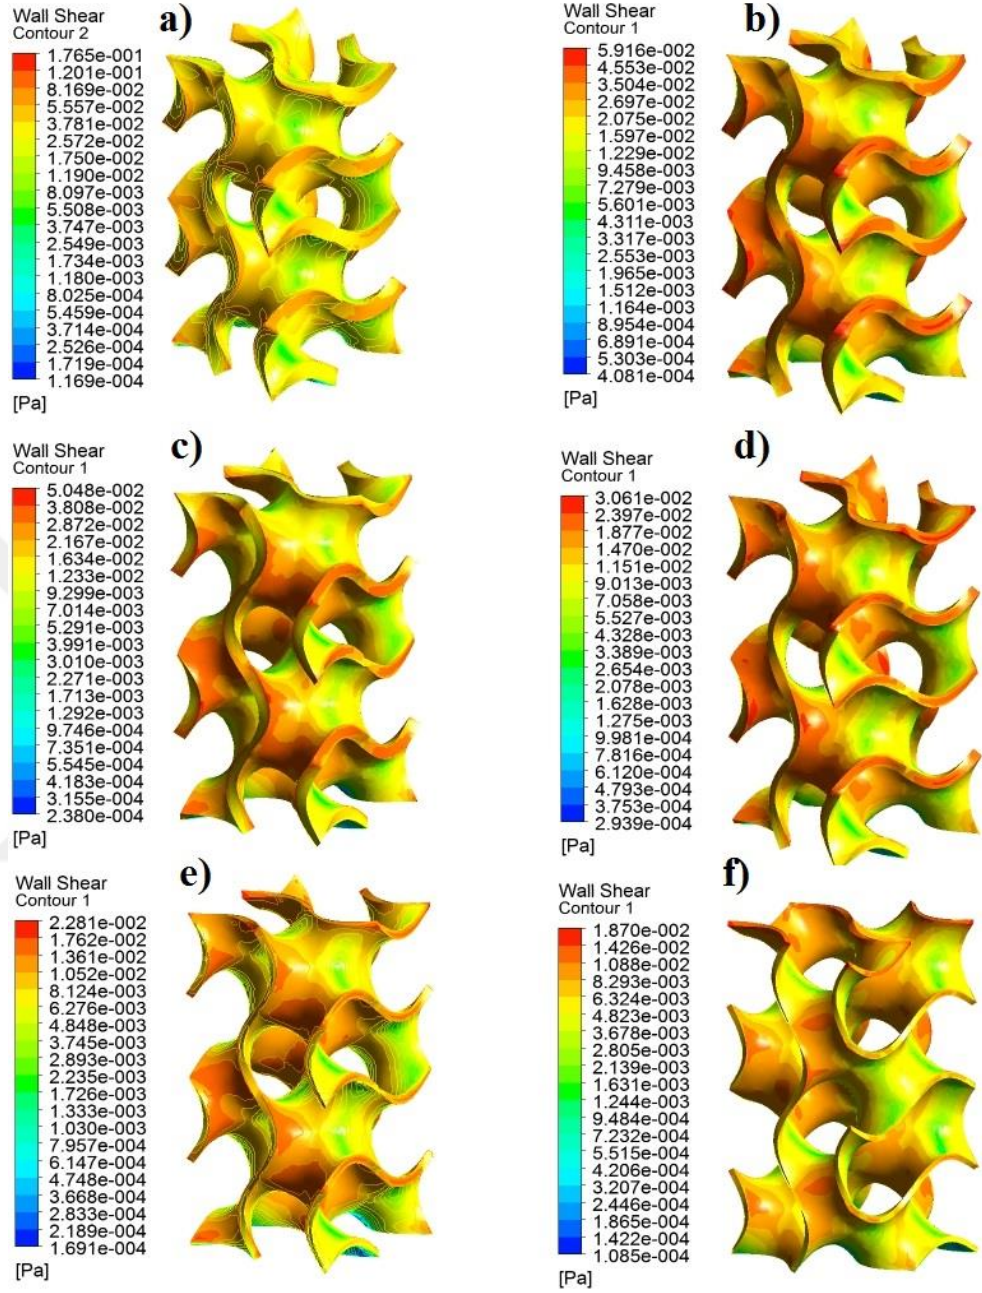 a)
Wall Shear
Contour 2
1.765e-001
1.201e-001
8.169e-002
5.557e-002
3.781e-002
2.572e-002
1.750e-002
1.190e-002
8.097e-003
5.508e-003
3.747e-003
2.549e-003
1.734e-003
1.180e-003
8.025e-004
5.459e-004
3.714e-004
2.526e-004
1.719e-004
1.169e-004
[Pa]
b)
Wall Shear
Contour 1
5.916e-002
4.553e-002
3.504e-002
2.697e-002
2.075e-002
1.597e-002
1.229e-002
9.458e-003
7.279e-003
5.601e-003
4.311e-003
3.317e-003
2.553e-003
1.965e-003
1.512e-003
1.164e-003
8.954e-004
6.891e-004
5.303e-004
4.081e-004
[Pa]
c)
Wall Shear
Contour 1
5.048e-002
3.808e-002
2.872e-002
2.167e-002
1.634e-002
1.233e-002
9.299e-003
7.014e-003
5.291e-003
3.991e-003
3.010e-003
2.271e-003
1.713e-003
1.292e-003
9.746e-004
7.351e-004
5.545e-004
4.183e-004
3.155e-004
2.380e-004
[Pa]
d)
Wall Shear
Contour 1
3.061e-002
2.397e-002
1.877e-002
1.470e-002
1.151e-002
9.013e-003
7.058e-003
5.527e-003
4.328e-003
3.389e-003
2.654e-003
2.078e-003
1.628e-003
1.275e-003
9.981e-004
7.816e-004
6.120e-004
4.793e-004
3.753e-004
2.939e-004
[Pa]
e)
Wall Shear
Contour 1
2.281e-002
1.762e-002
1.361e-002
1.052e-002
8.124e-003
6.276e-003
4.848e-003
3.745e-003
2.893e-003
2.235e-003
1.726e-003
1.333e-003
1.030e-003
7.957e-004
6.147e-004
4.748e-004
3.668e-004
2.833e-004
2.189e-004
1.691e-004
[Pa]
f)
Wall Shear
Contour 1
1.870e-002
1.426e-002
1.088e-002
8.293e-003
6.324e-003
4.823e-003
3.678e-003
2.805e-003
2.139e-003
1.631e-003
1.244e-003
9.484e-004
7.232e-004
5.515e-004
4.206e-004
3.207e-004
2.446e-004
1.865e-004
1.422e-004
1.085e-004
[Pa]